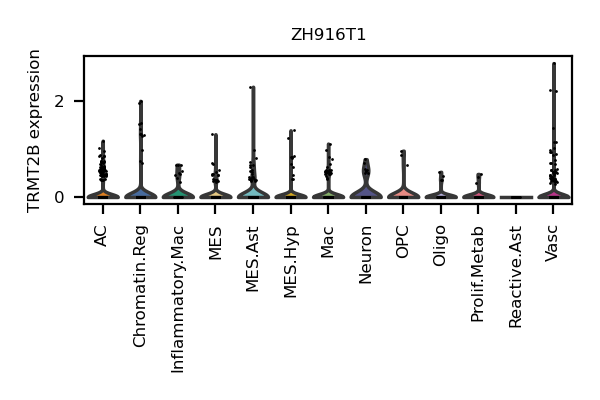 ZH916T1
TRMT2B expression
2
0
AC
Chromatin.Reg
Inflammatory.Mac
MES
MES.Ast
MES.Hyp
Mac
Neuron
OPC
Oligo
Prolif.Metab
Reactive.Ast
Vasc